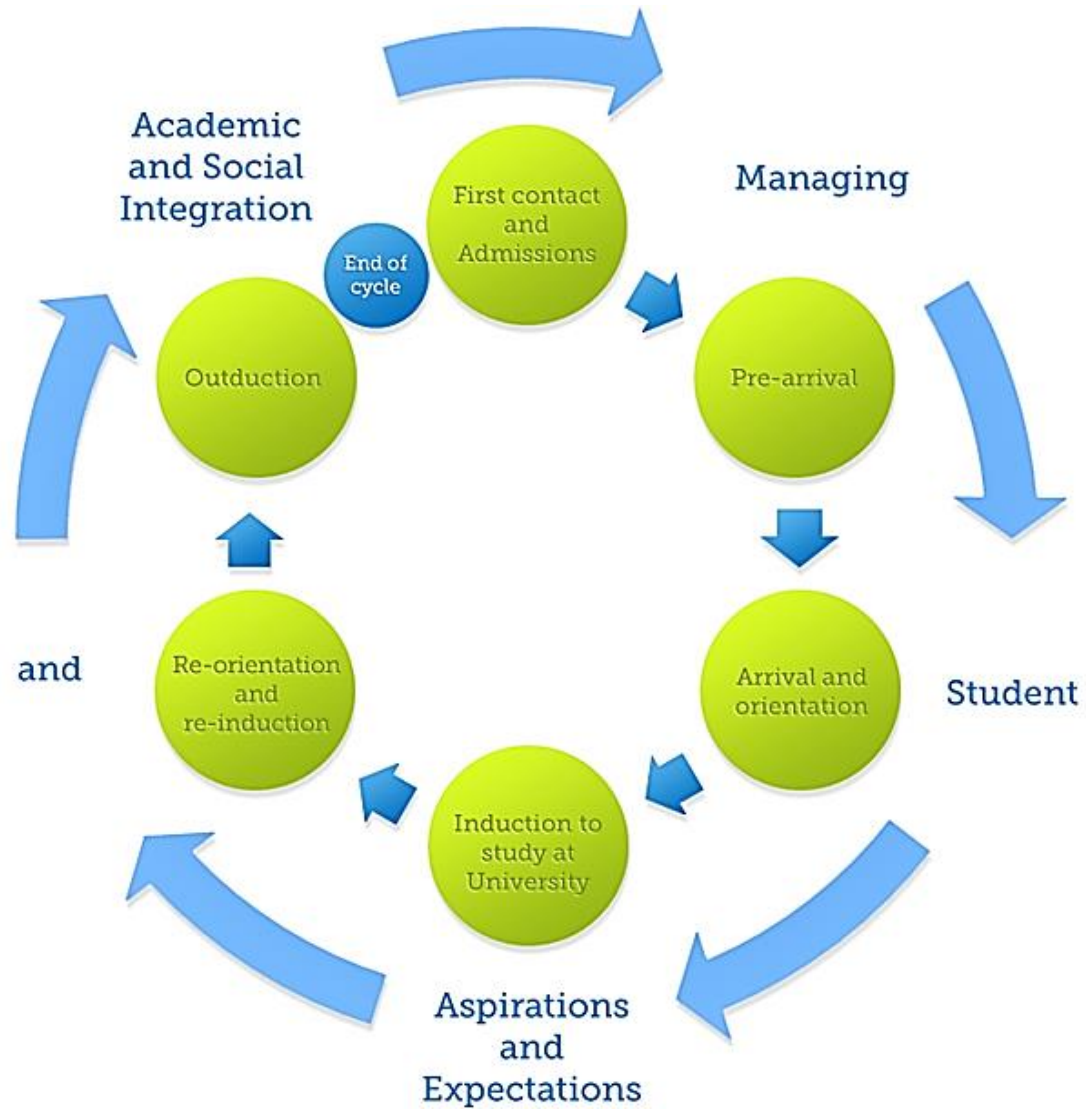 Academic
and Social
Integration
Managing
First contact
and
Admissions
End of
cycle
Outduction
Pre-arrival
and
Re-orientation
and
re-induction
Arrival and
orientation
Student
Induction to
study at
University
Aspirations
and
Expectations